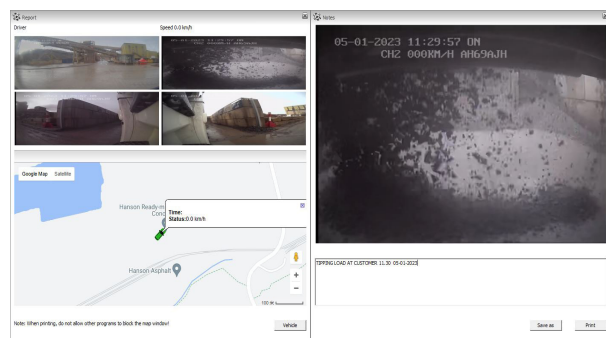 Report
Driver
Speed 0.0 km/h
Google Map
Satellite
Hanson Ready-m
Conc
Time:
Status:0.0 km/h
Hanson Asphalt
+
−
Note: When printing, do not allow other programs to block the map window!
Vehicle
Notes
05-01-2023 11:29:57 ON
CH2 000KM/H AH69AJH
TIPPING LOAD AT CUSTOMER 11.30 05-01-2023
Save as
Print